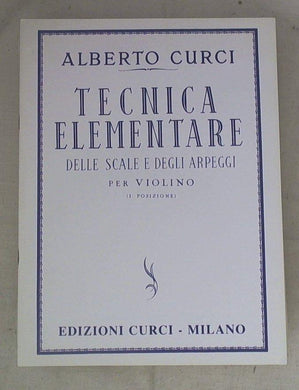 ALBERTO CURCI
TECNICA
ELEMENTARE
DELLE SCALE E DEGLI ARPEGGI
PER VIOLINO
(I. POSIZIONE)
EDIZIONI CURCI - MILANO